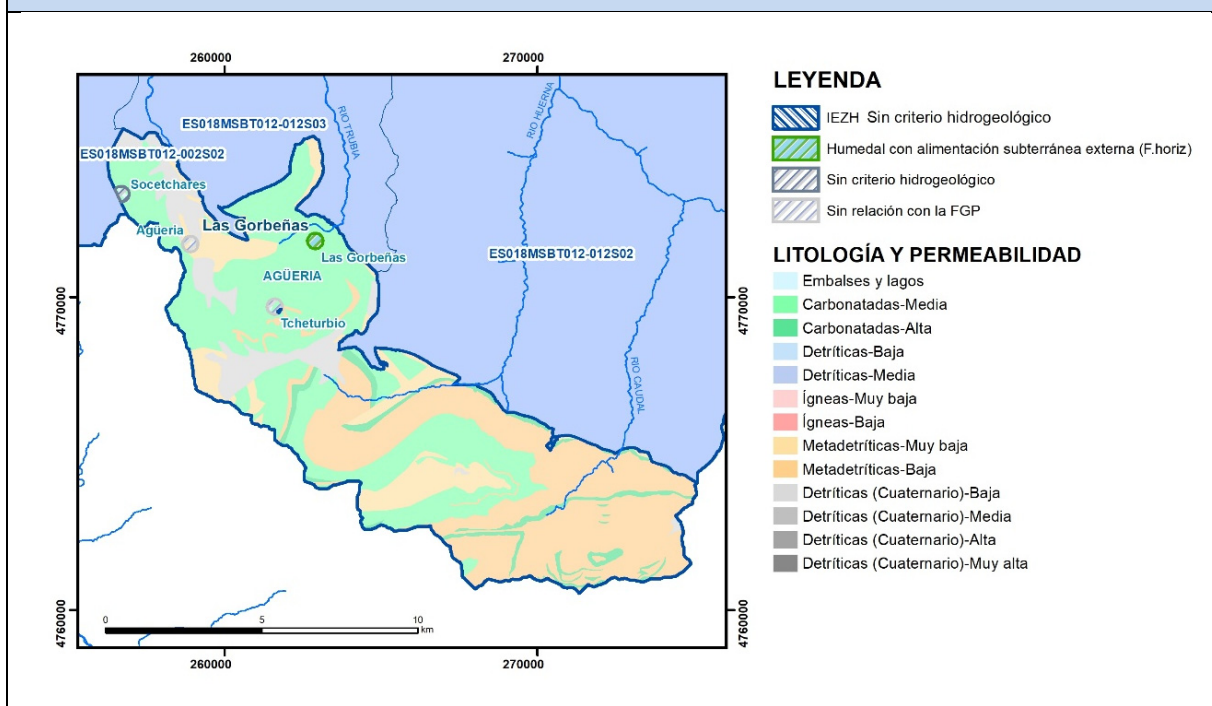 260000
270000
ES018MSBT012-012S03
ES018MSBT012-002S02
Socetchares
Agüeria
Las Gorbeñas
Las Gorbeñas
AGÜERIA
Tcheturbio
ES018MSBT012-012S02
RIO TRUBIA
RIO HUERNA
RIO CAUDAL
4770000
4770000
4760000
4760000
0
5
10
km
260000
270000
LEYENDA
IEZH Sin criterio hidrogeológico
Humedal con alimentación subterránea externa (F.horiz)
Sin criterio hidrogeológico
Sin relación con la FGP
LITOLOGÍA Y PERMEABILIDAD
Embalses y lagos
Carbonatadas-Media
Carbonatadas-Alta
Detríticas-Baja
Detríticas-Media
Ígneas-Muy baja
Ígneas-Baja
Metadetríticas-Muy baja
Metadetríticas-Baja
Detríticas (Cuaternario)-Baja
Detríticas (Cuaternario)-Media
Detríticas (Cuaternario)-Alta
Detríticas (Cuaternario)-Muy alta